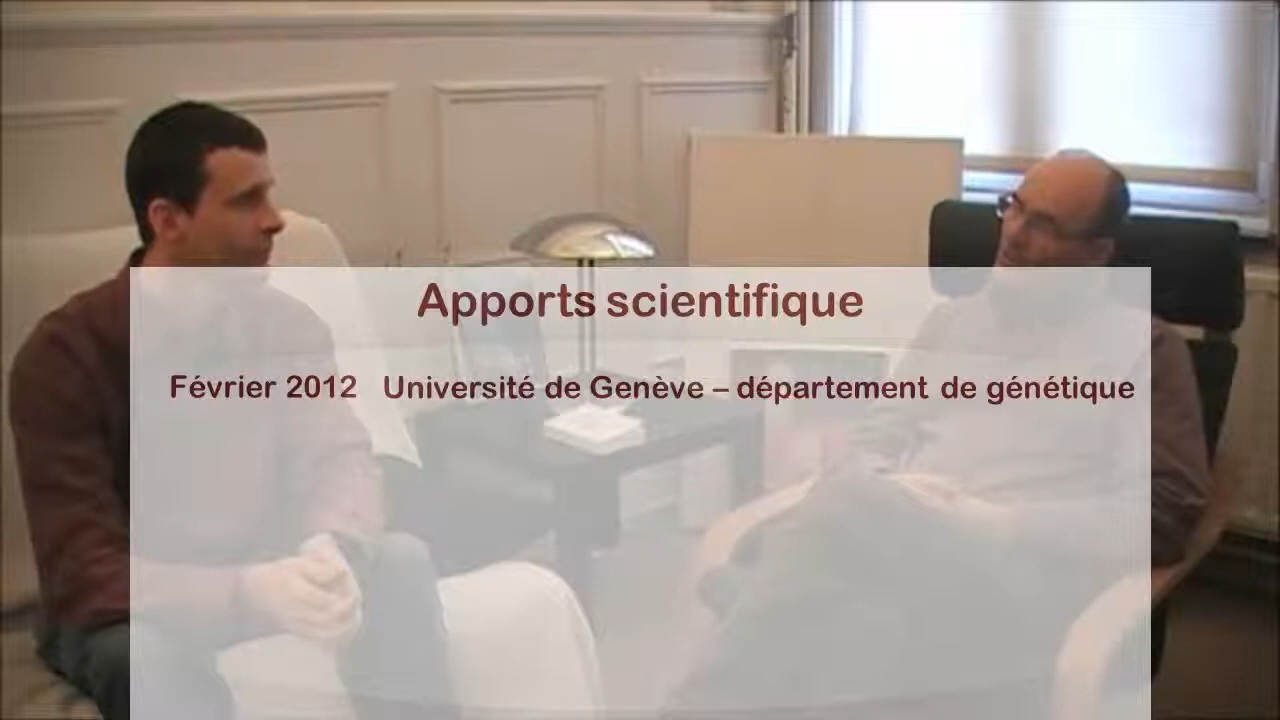 Apports scientifique
Février 2012 Université de Genève – département de génétique